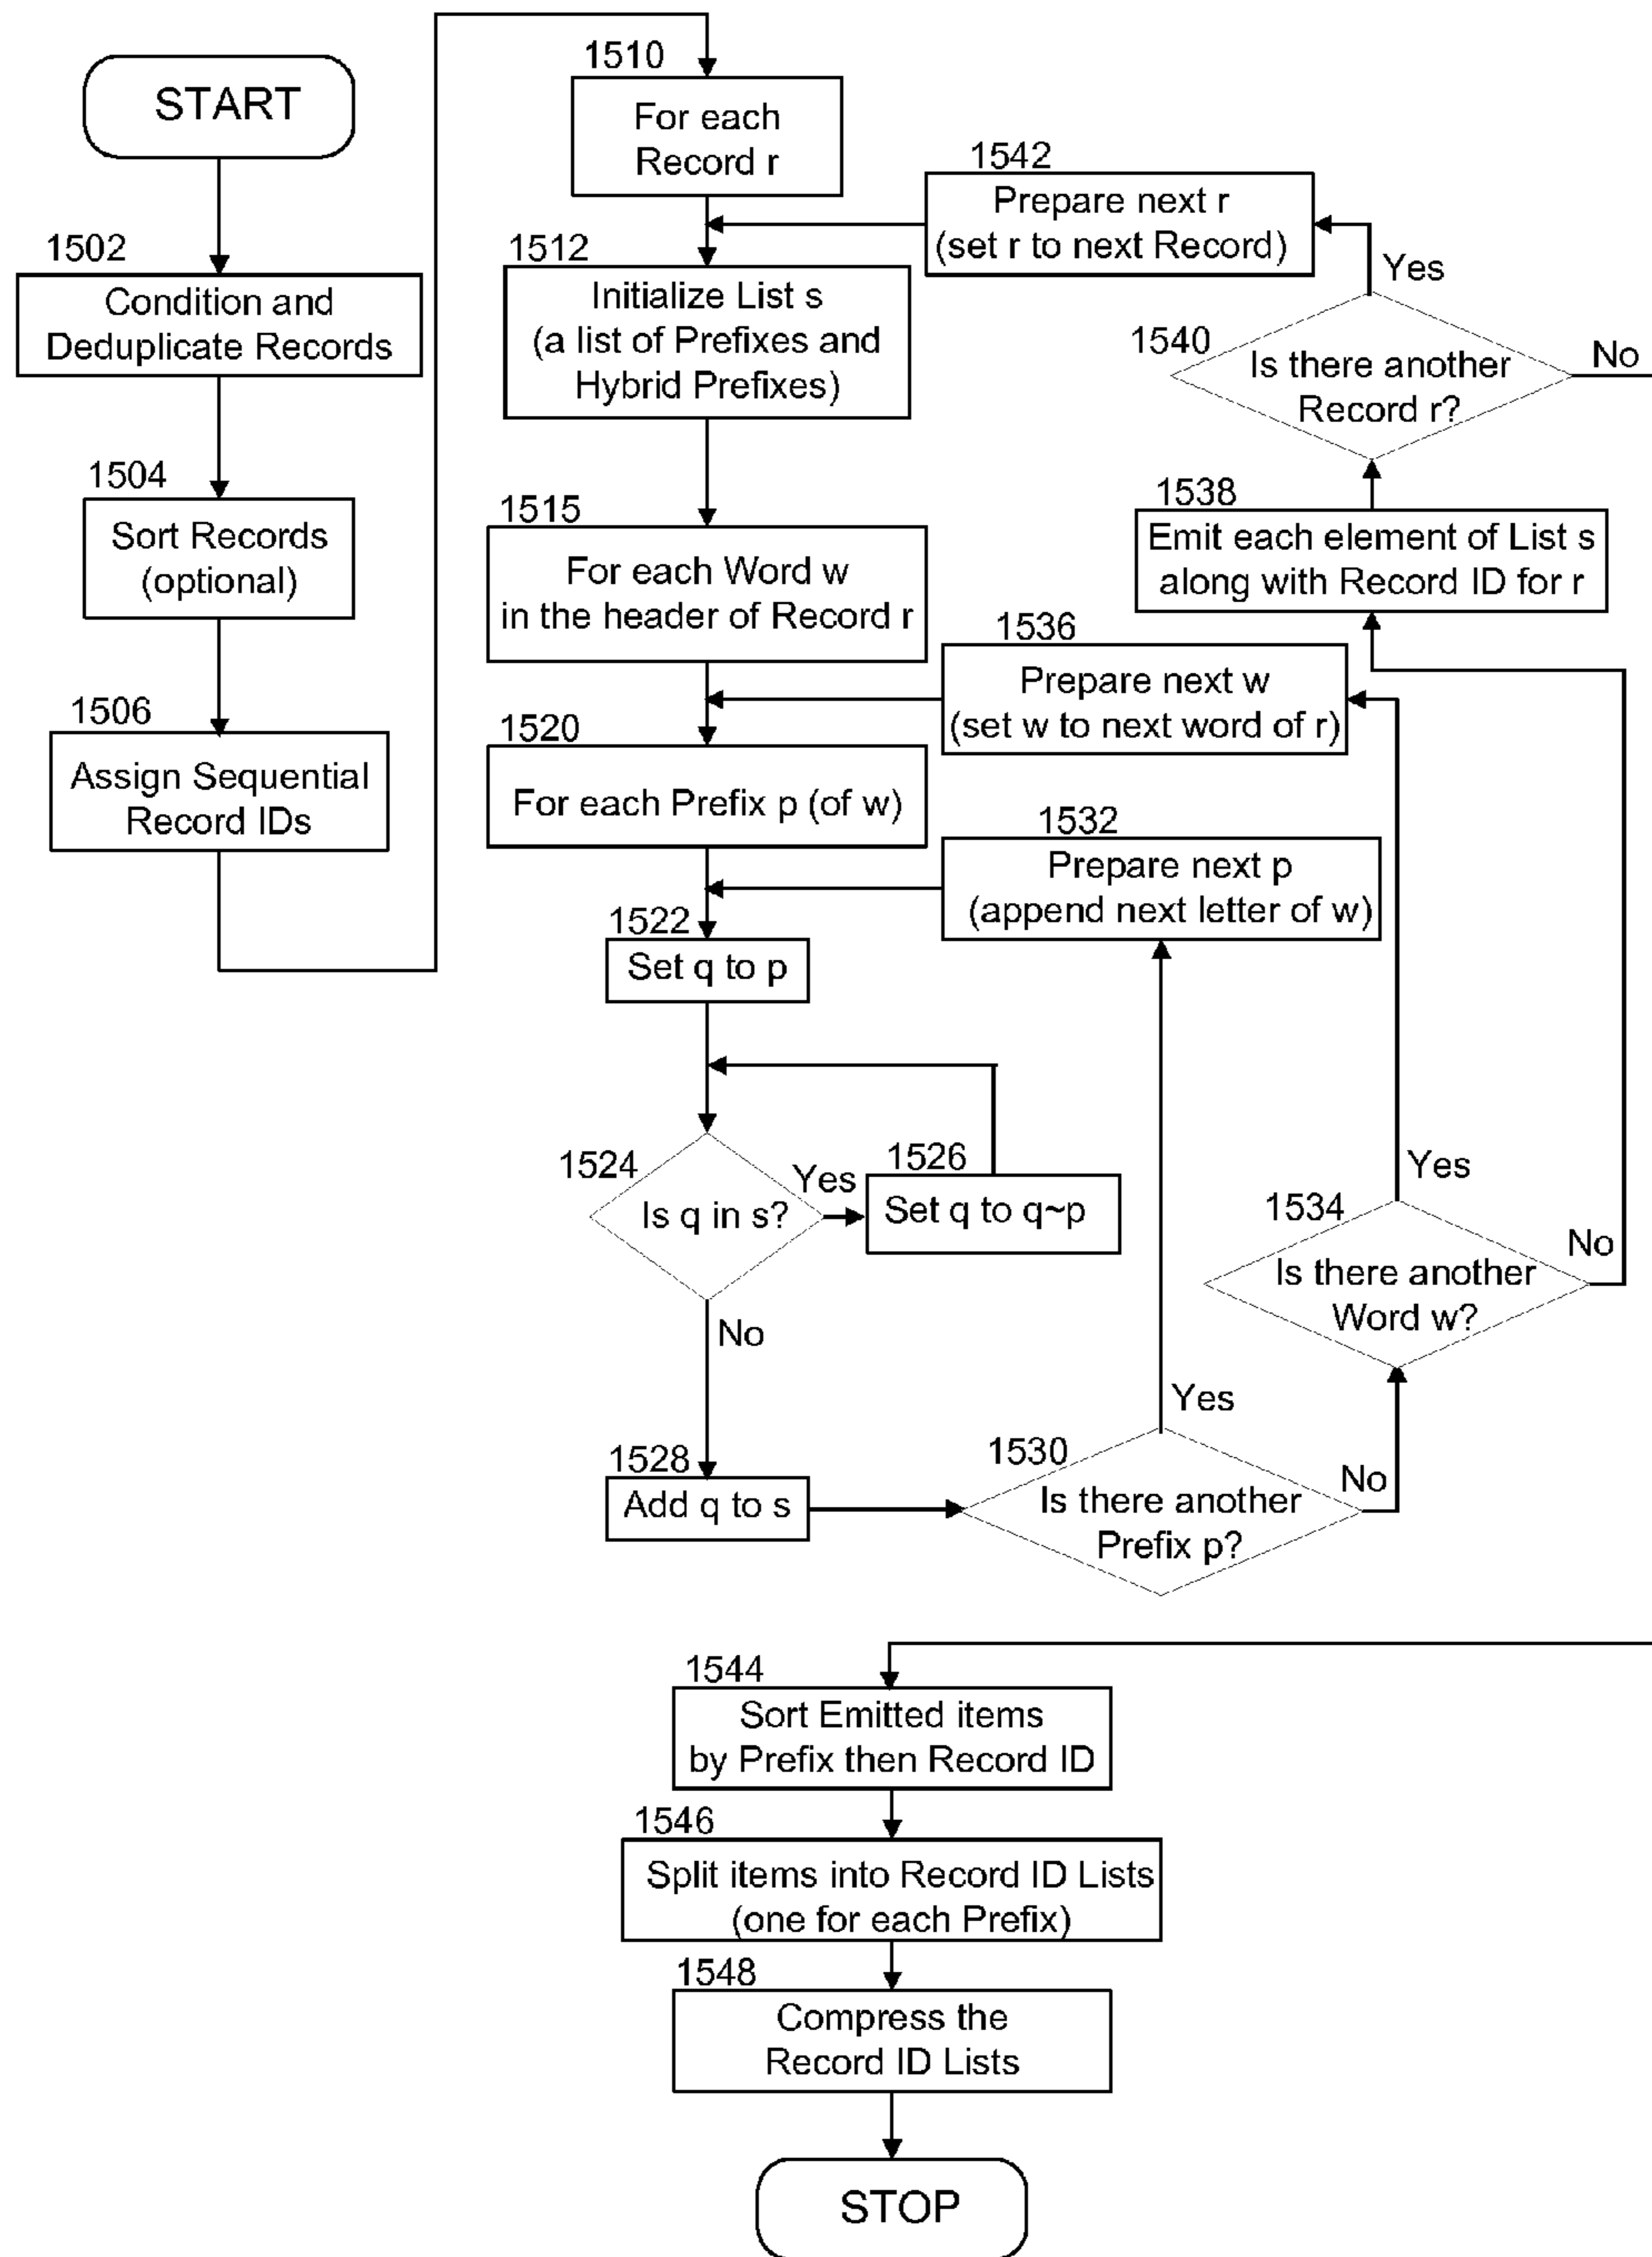 START
1502
Condition and
Deduplicate Records
1504
Sort Records
(optional)
1506
Assign Sequential
Record IDs
1510
For each
Record r
1542
Prepare next r
(set r to next Record)
1512
Initialize List s
(a list of Prefixes and
Hybrid Prefixes)
Yes
1540
Is there another
Record r?
No
1515
For each Word w
in the header of Record r
1538
Emit each element of List s
along with Record ID for r
1536
Prepare next w
(set w to next word of r)
1520
For each Prefix p (of w)
1532
Prepare next p
(append next letter of w)
1522
Set q to p
1524
Is q in s?
Yes
1526
Set q to q~p
No
1528
Add q to s
1530
Is there another
Prefix p?
Yes
No
1534
Is there another
Word w?
Yes
No
1544
Sort Emitted items
by Prefix then Record ID
1546
Split items into Record ID Lists
(one for each Prefix)
1548
Compress the
Record ID Lists
STOP